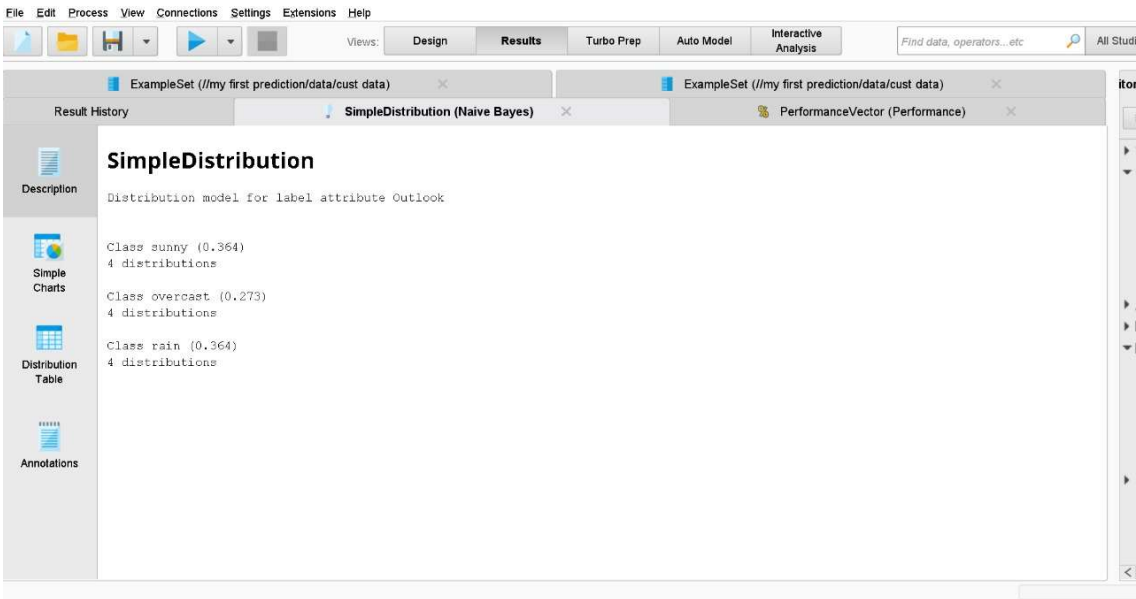 File Edit Process View Connections Settings Extensions Help
Views: Design Results Turbo Prep Auto Model Interactive Analysis Find data, operators...etc All Studi
ExampleSet (//my first prediction/data/cust data) ExampleSet (//my first prediction/data/cust data)
Result History SimpleDistribution (Naive Bayes) PerformanceVector (Performance)
Description
Simple
Charts
Distribution
Table
Annotations
SimpleDistribution
Distribution model for label attribute Outlook
Class sunny (0.364)
4 distributions
Class overcast (0.273)
4 distributions
Class rain (0.364)
4 distributions